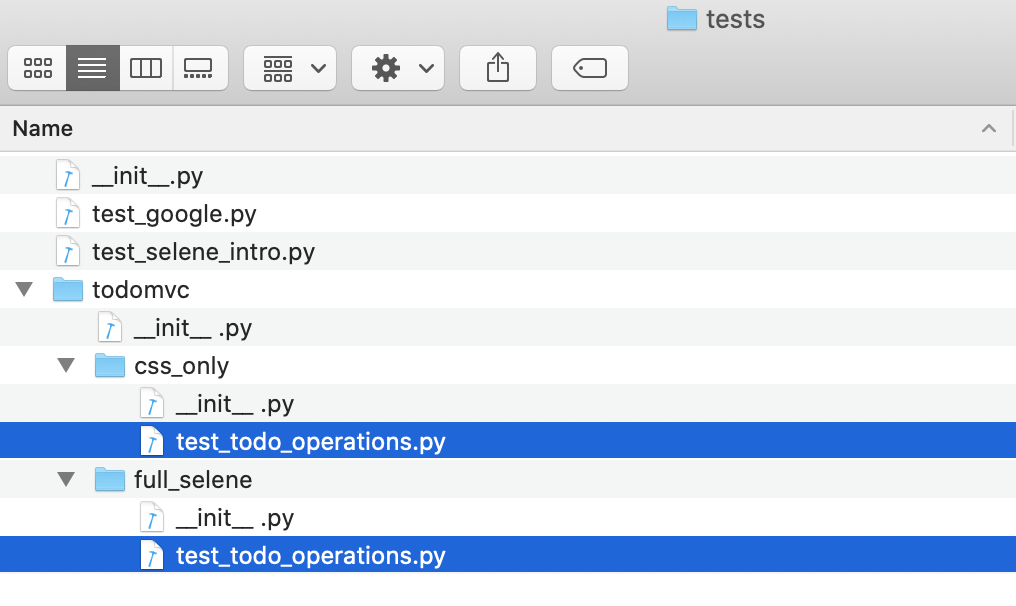 tests
Name
__init__.py
test_google.py
test_selene_intro.py
todomvc
__init__ .py
css_only
__init__ .py
test_todo_operations.py
full_selene
__init__ .py
test_todo_operations.py